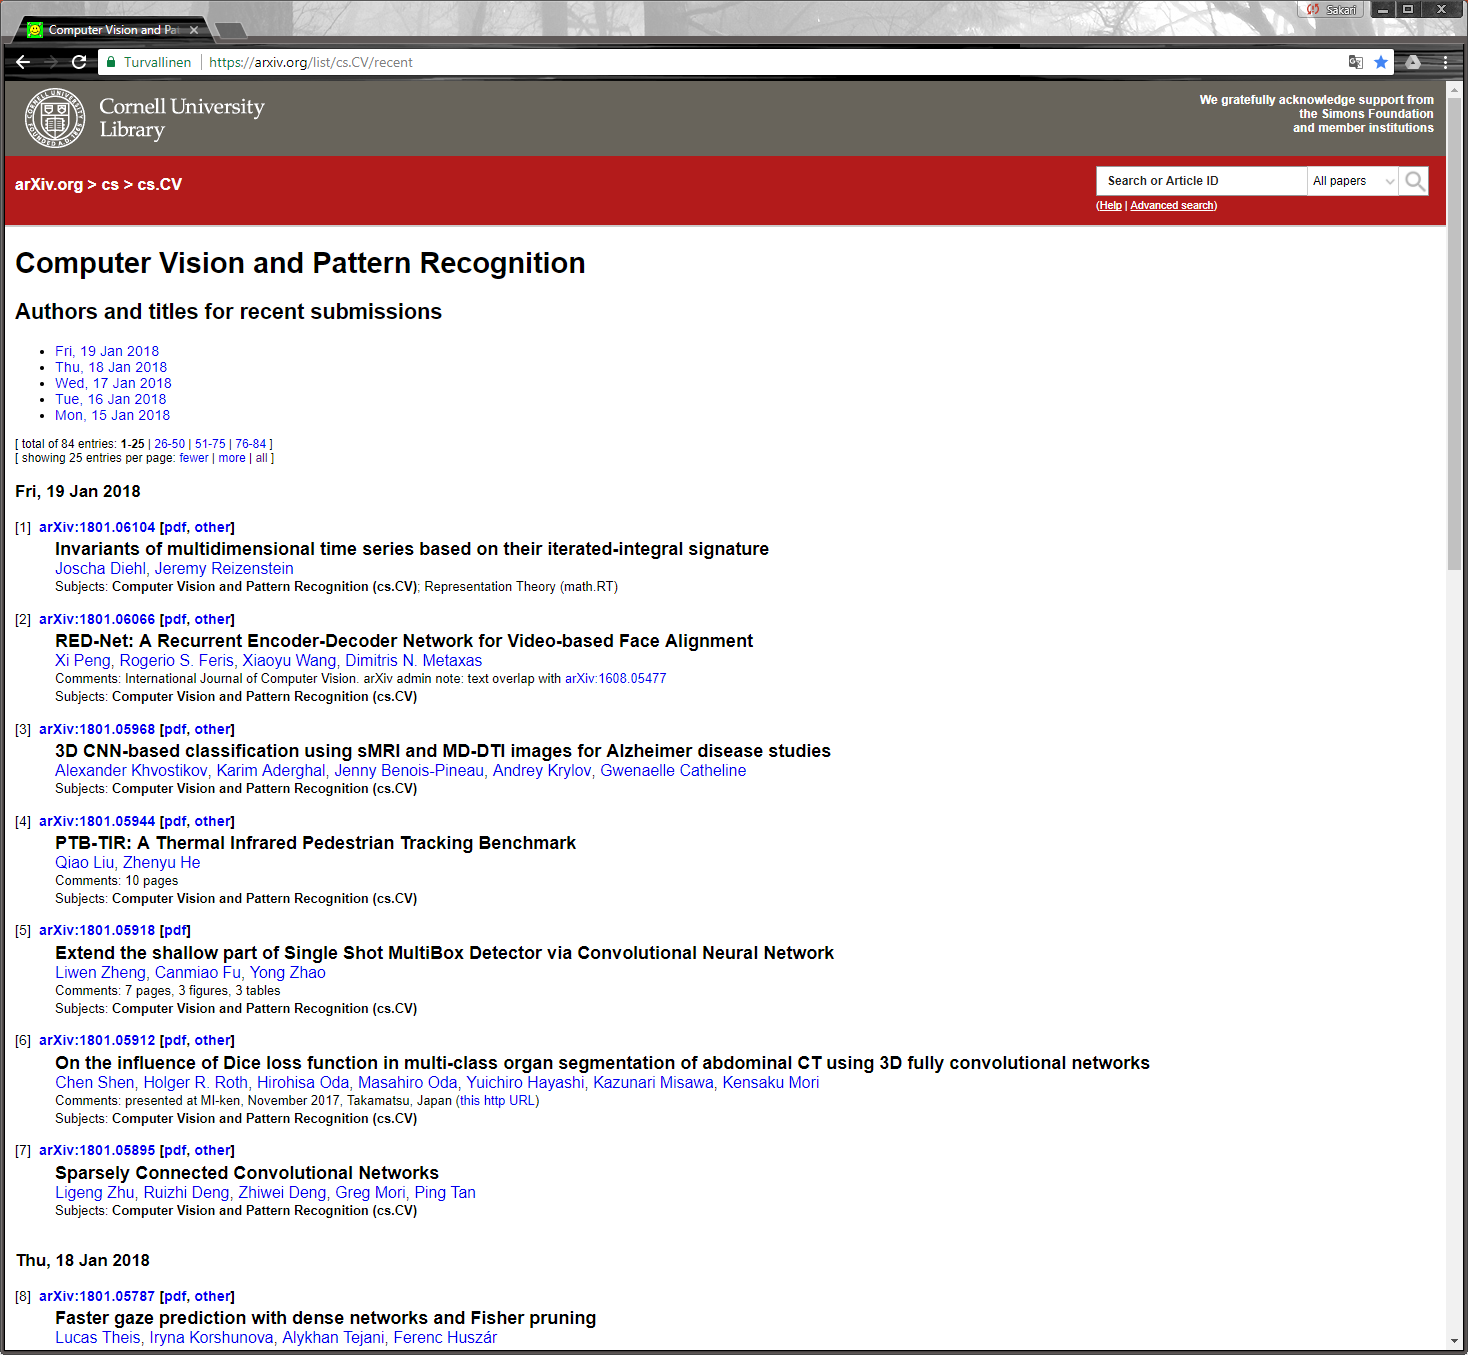 Sakari
Computer Vision and Pat
Turvallinen | https://arxiv.org/list/cs.CV/recent
Cornell University
Library
We gratefully acknowledge support from
the Simons Foundation
and member institutions
arXiv.org > cs > cs.CV
Search or Article ID
All papers
(Help | Advanced search)
Computer Vision and Pattern Recognition
Authors and titles for recent submissions
• Fri, 19 Jan 2018
• Thu, 18 Jan 2018
• Wed, 17 Jan 2018
• Tue, 16 Jan 2018
• Mon, 15 Jan 2018
[ total of 84 entries: 1-25 | 26-50 | 51-75 | 76-84 ]
[ showing 25 entries per page: fewer | more | all ]
Fri, 19 Jan 2018
[1] arXiv:1801.06104 [pdf, other]
Invariants of multidimensional time series based on their iterated-integral signature
Joscha Diehl, Jeremy Reizenstein
Subjects: Computer Vision and Pattern Recognition (cs.CV); Representation Theory (math.RT)
[2] arXiv:1801.06066 [pdf, other]
RED-Net: A Recurrent Encoder-Decoder Network for Video-based Face Alignment
Xi Peng, Rogerio S. Feris, Xiaoyu Wang, Dimitris N. Metaxas
Comments: International Journal of Computer Vision. arXiv admin note: text overlap with arXiv:1608.05477
Subjects: Computer Vision and Pattern Recognition (cs.CV)
[3] arXiv:1801.05968 [pdf, other]
3D CNN-based classification using sMRI and MD-DTI images for Alzheimer disease studies
Alexander Khvostikov, Karim Aderghal, Jenny Benois-Pineau, Andrey Krylov, Gwenaelle Catheline
Subjects: Computer Vision and Pattern Recognition (cs.CV)
[4] arXiv:1801.05944 [pdf, other]
PTB-TIR: A Thermal Infrared Pedestrian Tracking Benchmark
Qiao Liu, Zhenyu He
Comments: 10 pages
Subjects: Computer Vision and Pattern Recognition (cs.CV)
[5] arXiv:1801.05918 [pdf]
Extend the shallow part of Single Shot MultiBox Detector via Convolutional Neural Network
Liwen Zheng, Canmiao Fu, Yong Zhao
Comments: 7 pages, 3 figures, 3 tables
Subjects: Computer Vision and Pattern Recognition (cs.CV)
[6] arXiv:1801.05912 [pdf, other]
On the influence of Dice loss function in multi-class organ segmentation of abdominal CT using 3D fully convolutional networks
Chen Shen, Holger R. Roth, Hirohisa Oda, Masahiro Oda, Yuichiro Hayashi, Kazunari Misawa, Kensaku Mori
Comments: presented at MI-ken, November 2017, Takamatsu, Japan (this http URL)
Subjects: Computer Vision and Pattern Recognition (cs.CV)
[7] arXiv:1801.05895 [pdf, other]
Sparsely Connected Convolutional Networks
Ligeng Zhu, Ruizhi Deng, Zhiwei Deng, Greg Mori, Ping Tan
Subjects: Computer Vision and Pattern Recognition (cs.CV)
Thu, 18 Jan 2018
[8] arXiv:1801.05787 [pdf, other]
Faster gaze prediction with dense networks and Fisher pruning
Lucas Theis, Iryna Korshunova, Alykhan Tejani, Ferenc Huszár